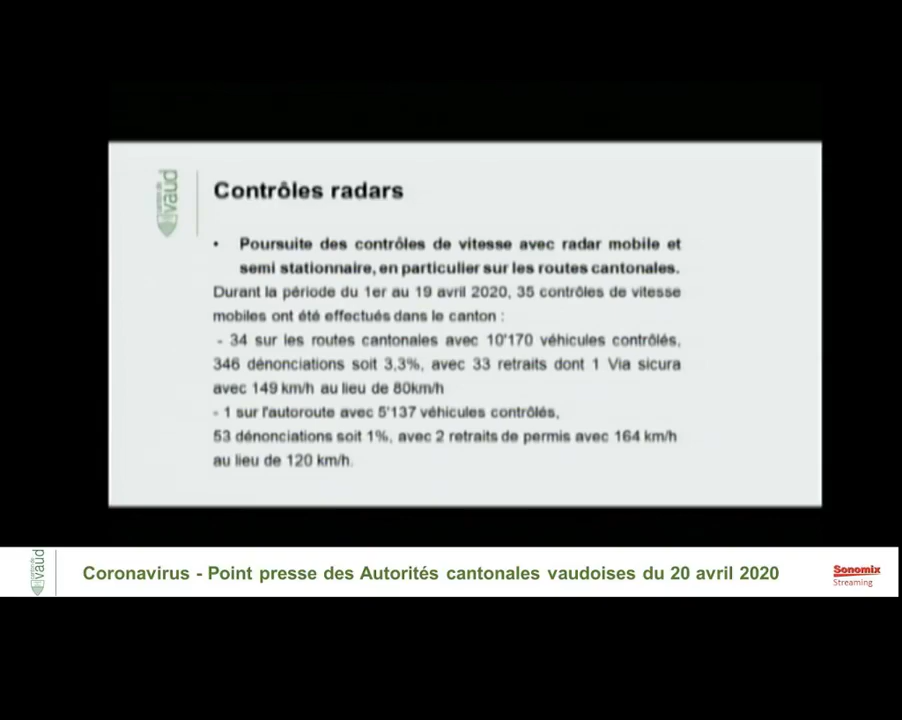 vaud
Contrôles radars
• Poursuite des contrôles de vitesse avec radar mobile et
semi stationnaire, en particulier sur les routes cantonales.
Durant la période du 1er au 19 avril 2020, 35 contrôles de vitesse
mobiles ont été effectués dans le canton :
- 34 sur les routes cantonales avec 10'170 véhicules contrôlés,
346 dénonciations soit 3,3%, avec 33 retraits dont 1 Via sicura
avec 149 km/h au lieu de 80km/h
- 1 sur l'autoroute avec 5'137 véhicules contrôlés,
53 dénonciations soit 1%, avec 2 retraits de permis avec 164 km/h
au lieu de 120 km/h.
vaud
Coronavirus - Point presse des Autorités cantonales vaudoises du 20 avril 2020
Sonomix
Streaming